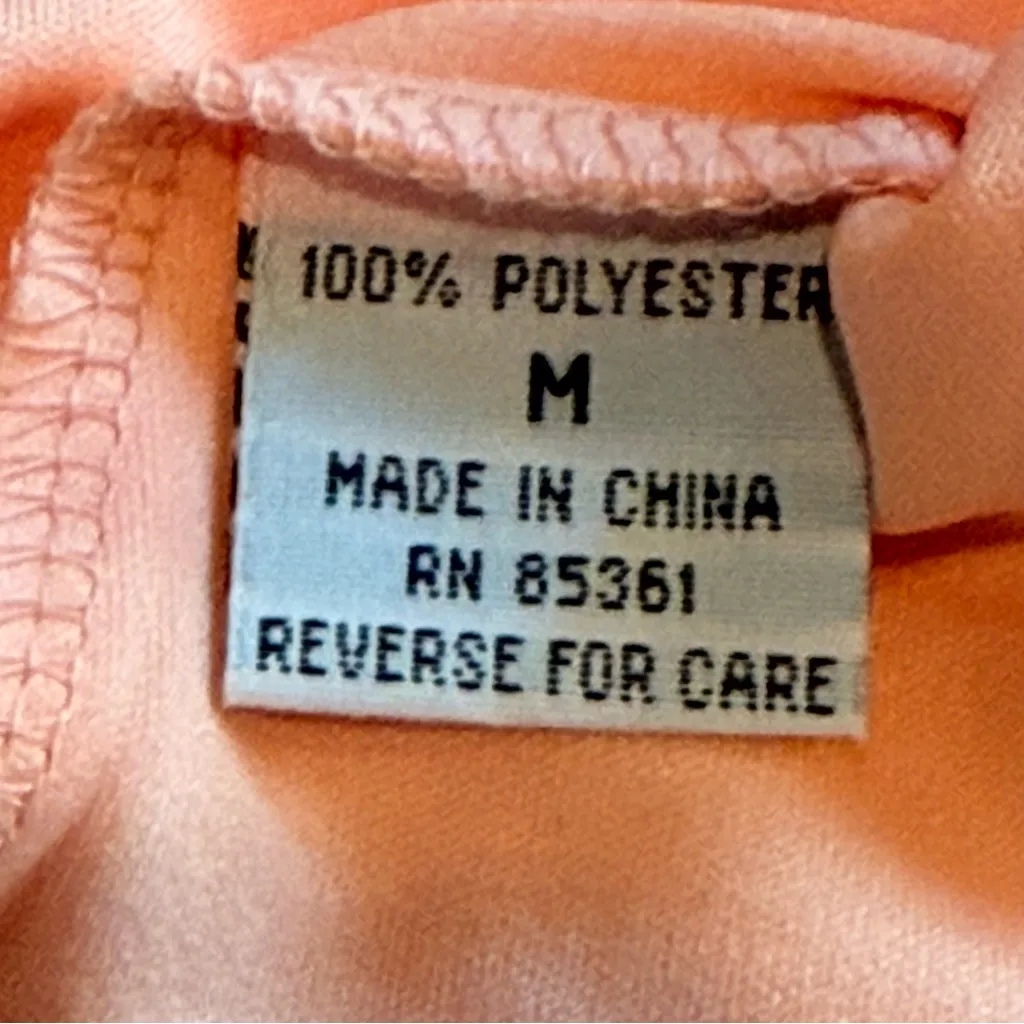 100% POLYESTER
M
MADE IN CHINA
RN 85361
REVERSE FOR CARE